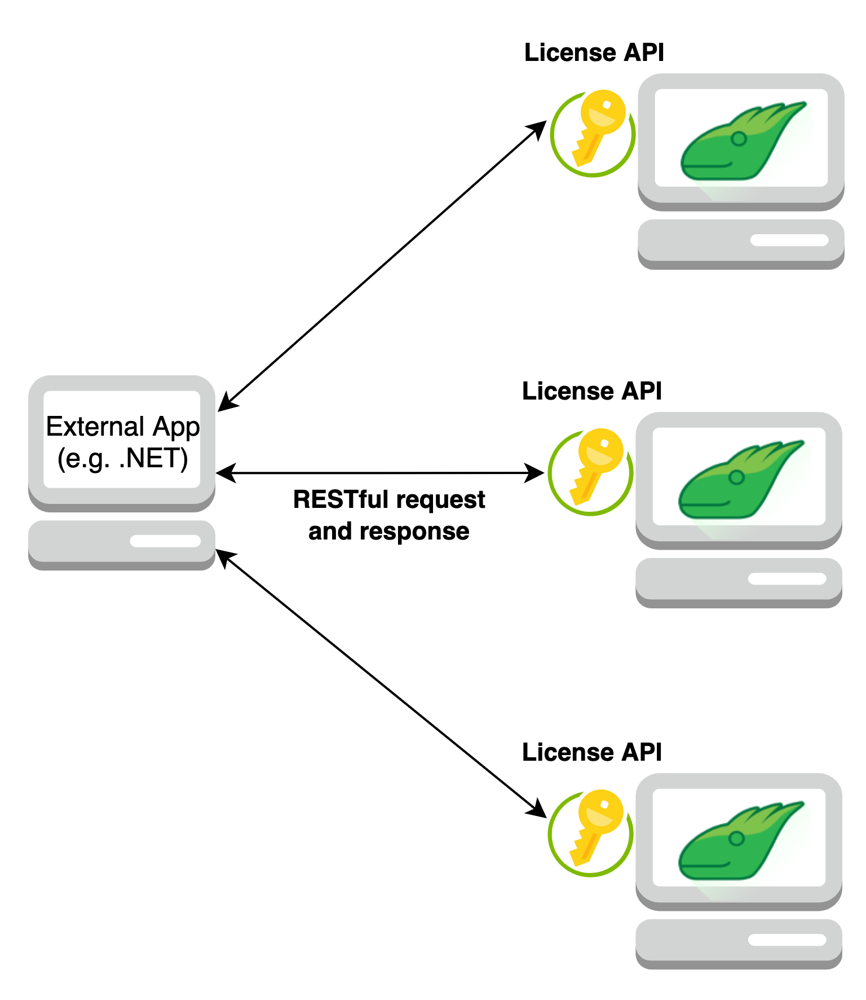 License API
License API
External App
(e.g. .NET)
RESTful request
and response
License API